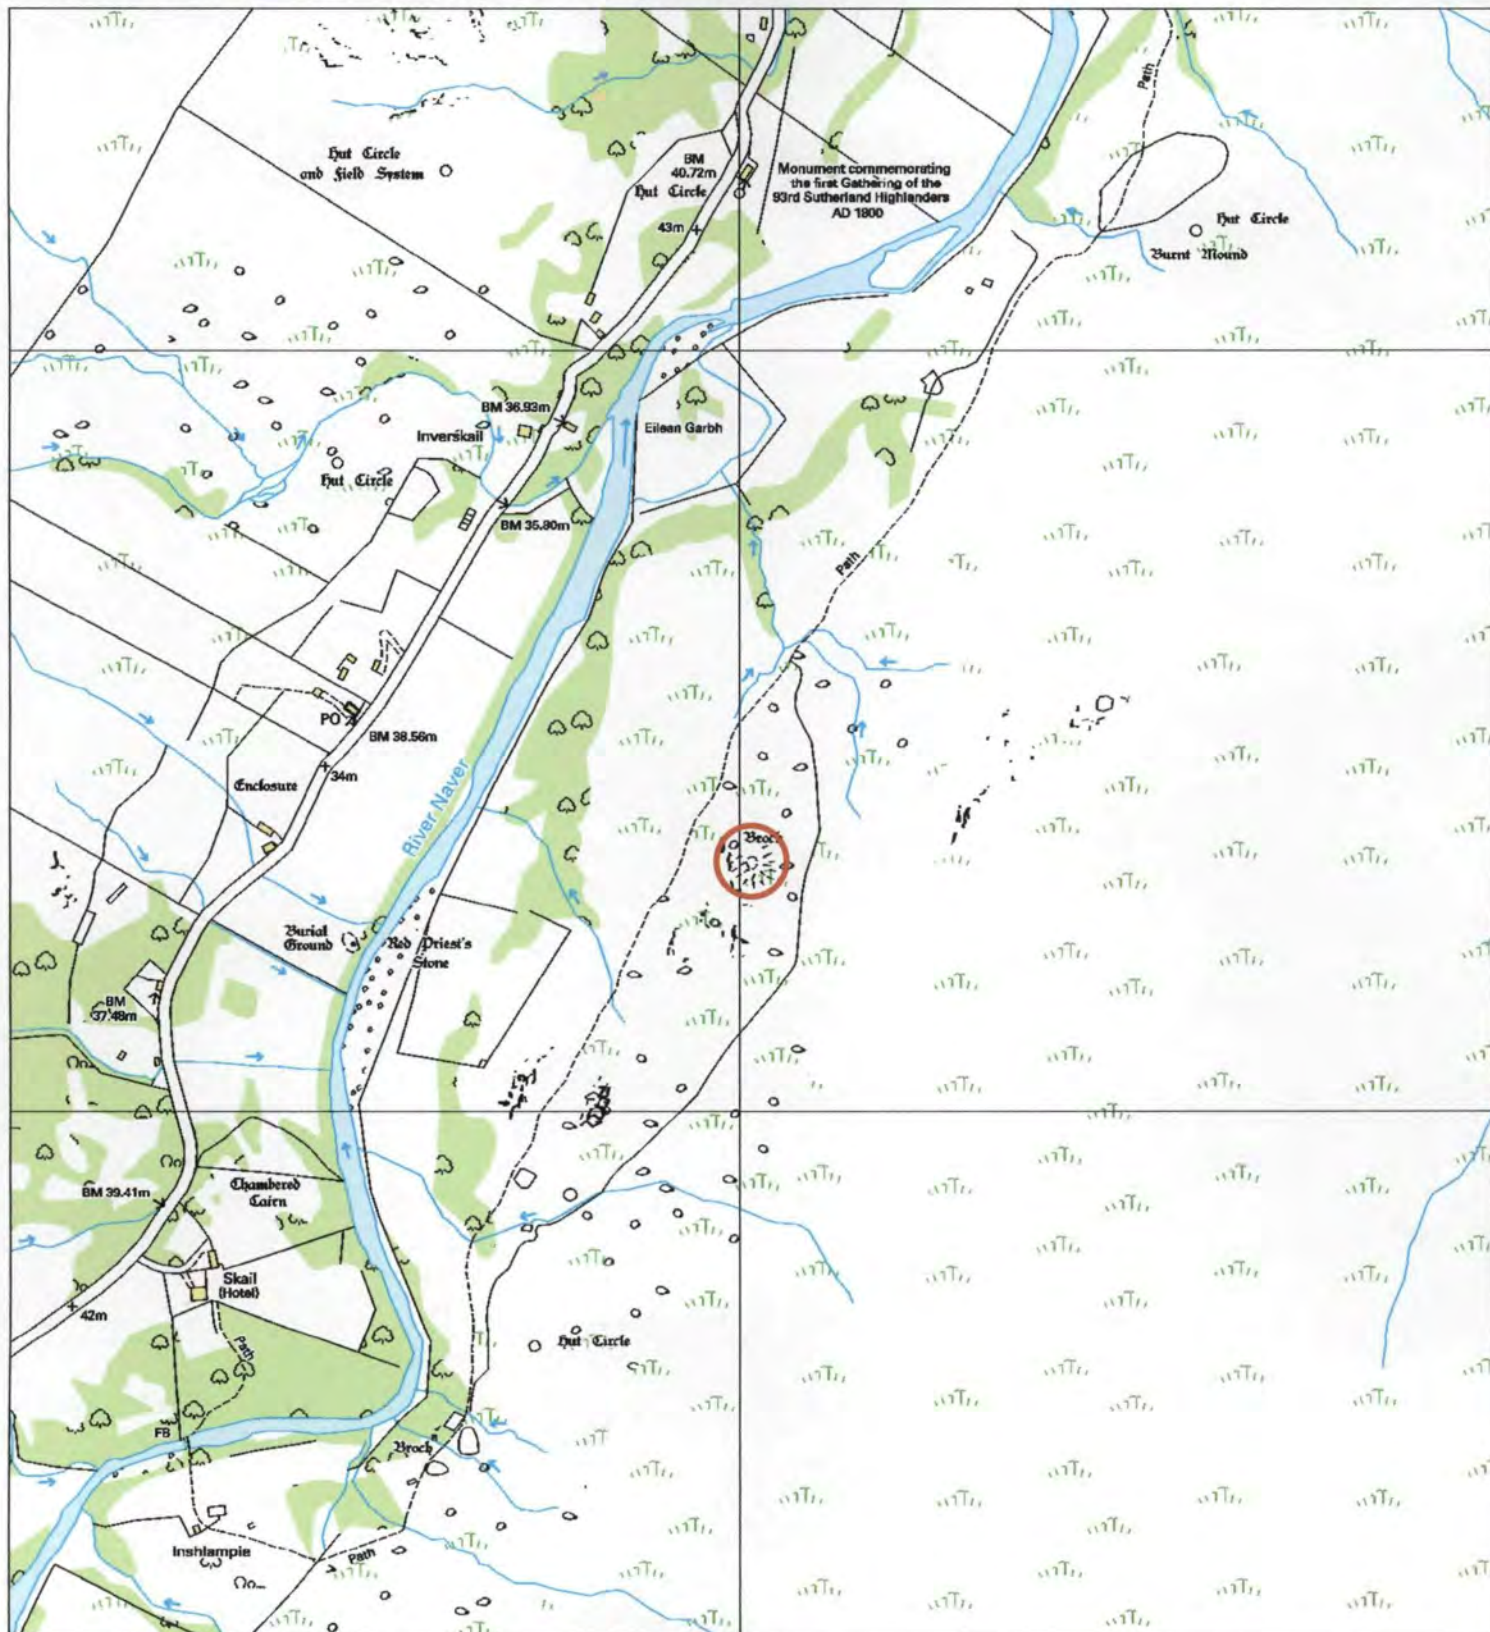 Path
Hut Circle
and Field System
BM
40.72m
Hut Circle
Monument commemorating
the first Gathering of the
93rd Sutherland Highlanders
AD 1800
43m
Hut Circle
Burnt Mound
BM 36.93m
Inverskail
Eilean Garbh
Hut Circle
BM 35.80m
Path
PO
BM 38.56m
34m
Enclosure
River Naver
Broch
Burial
Ground
Red Priest's
Stone
BM
37.48m
BM 39.41m
Chambered
Cairn
Skail
(Hotel)
42m
Path
Hut Circle
FB
Broch
Inshlampie
Path